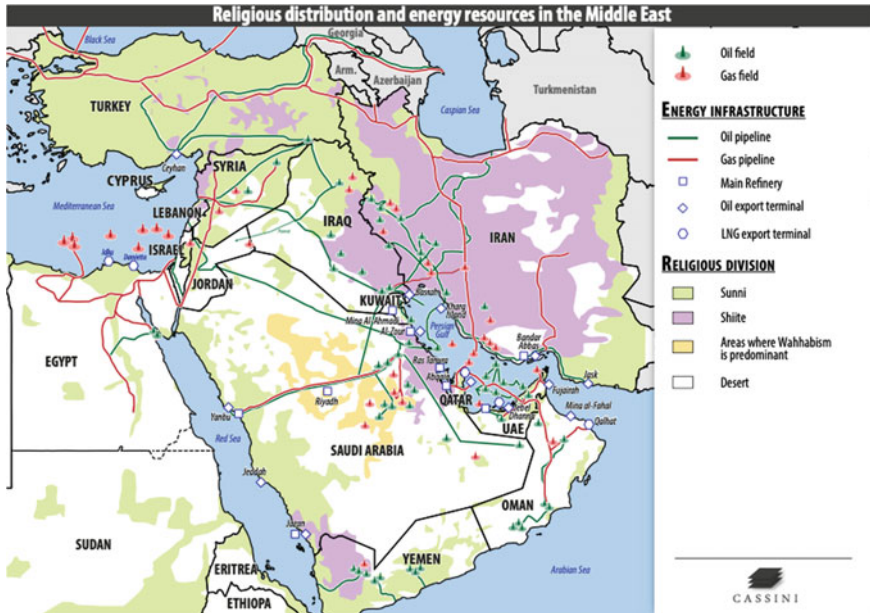 Religious distribution and energy resources in the Middle East
Black Sea
Georgia
Arm.
Azerbaijan
Caspian Sea
Turkmenistan
TURKEY
Ceyhan
CYPRUS
SYRIA
Mediterranean Sea
LEBANON
ISRAEL
IRAQ
IRAN
Idku
Damietta
JORDAN
KUWAIT
Basrah
Kharg
Island
Mina Al-Ahmadi
Al-Zour
Persian
Gulf
EGYPT
Bandar
Abbas
Ras Tanura
Abqaiq
QATAR
Jask
Fujairah
Riyadh
Jebel
Dhanna
UAE
Mina al-Fahal
Qalhat
Yanbu
Red Sea
SAUDI ARABIA
Jeddah
OMAN
Jazan
SUDAN
YEMEN
ERITREA
Arabian Sea
ETHIOPA
Oil field
Gas field
ENERGY INFRASTRUCTURE
Oil pipeline
Gas pipeline
Main Refinery
Oil export terminal
LNG export terminal
RELIGIOUS DIVISION
Sunni
Shiite
Areas where Wahhabism
is predominant
Desert
CASSINI